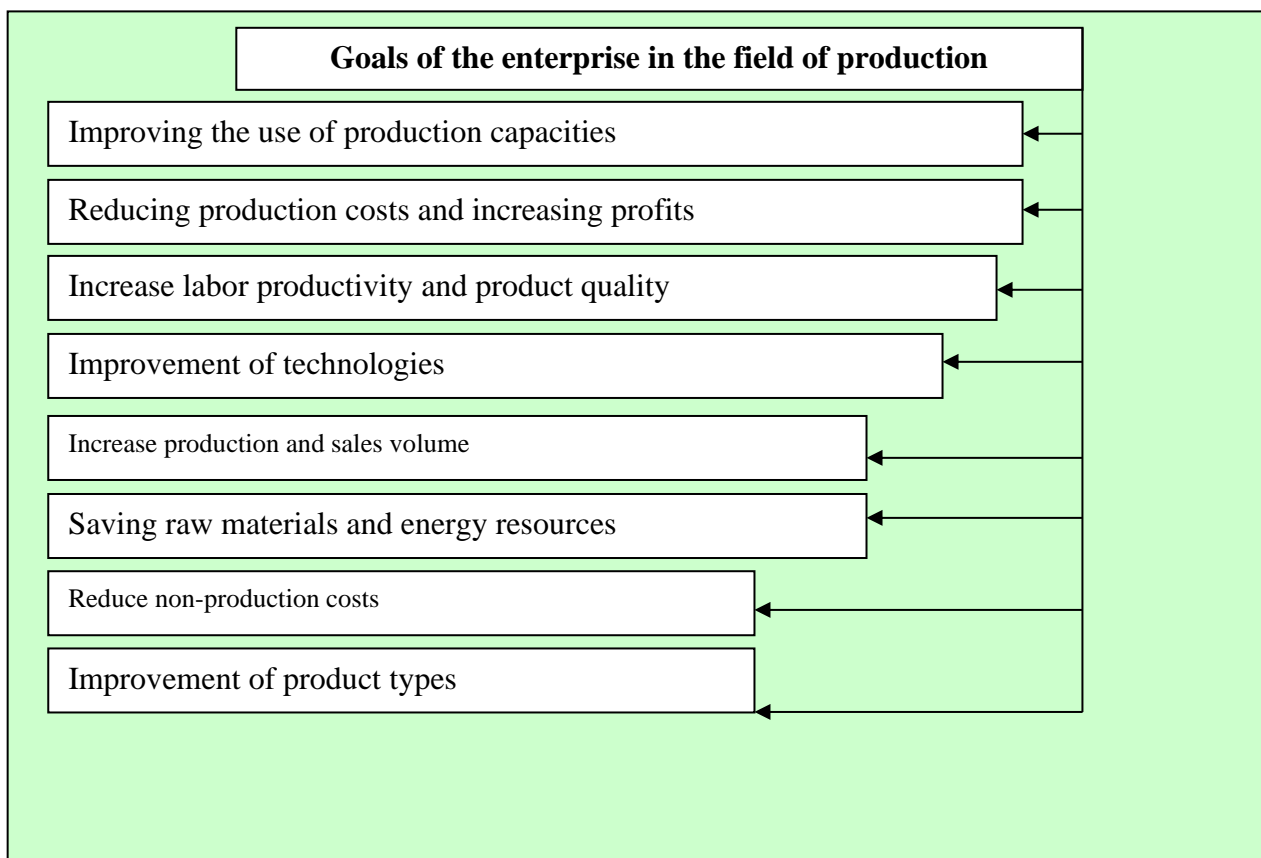 Goals of the enterprise in the field of production
Improving the use of production capacities
Reducing production costs and increasing profits
Increase labor productivity and product quality
Improvement of technologies
Increase production and sales volume
Saving raw materials and energy resources
Reduce non-production costs
Improvement of product types